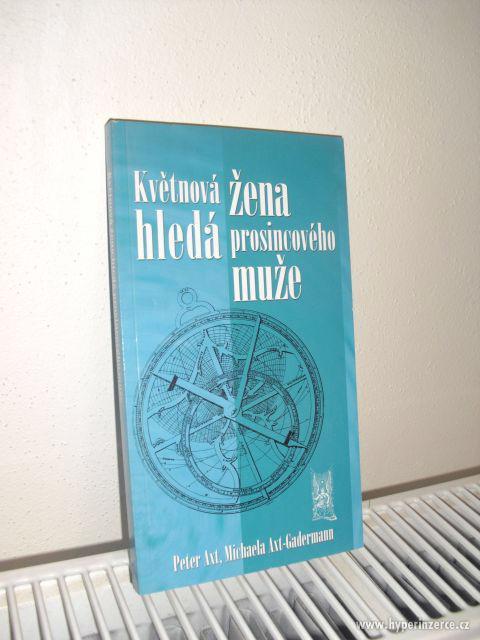 Květnová žena
hledá prosincového
muže
Peter Axt, Michaela Axt-Gadermann
www.hyperinzerce.cz